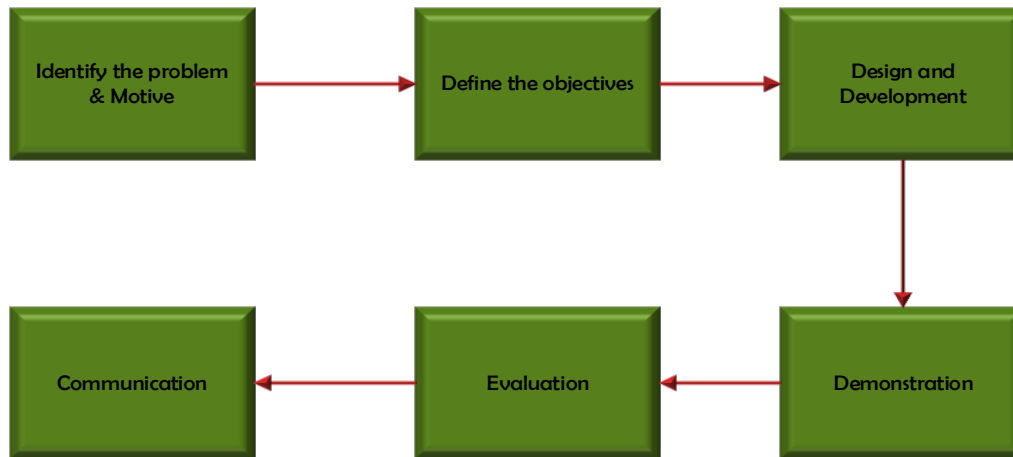 Identify the problem
& Motive
Define the objectives
Design and
Development
Demonstration
Evaluation
Communication